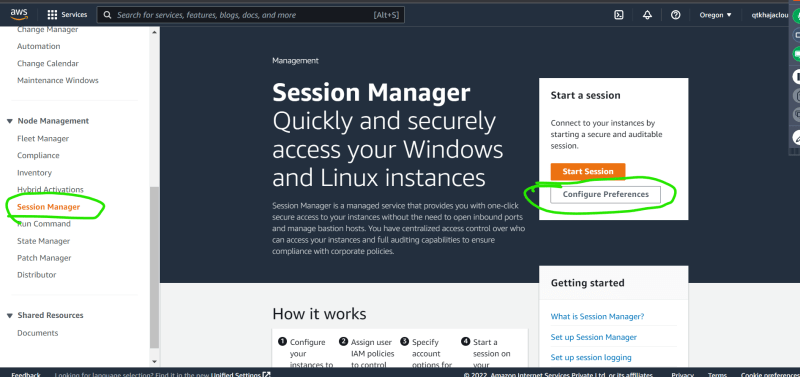 aws
Services
Search for services, features, blogs, docs, and more
[Alt+S]
Oregon
qtkhajaclou
Change Manager
Automation
Change Calendar
Maintenance Windows
Node Management
Fleet Manager
Compliance
Inventory
Hybrid Activations
Session Manager
Run Command
State Manager
Patch Manager
Distributor
Shared Resources
Documents
Management
Session Manager
Quickly and securely
access your Windows
and Linux instances
Session Manager is a managed service that provides you with one-click
secure access to your instances without the need to open inbound ports
and manage bastion hosts. You have centralized access control over who
can access your instances and full auditing capabilities to ensure
compliance with corporate policies.
Start a session
Connect to your instances by
starting a secure and auditable
session.
Start Session
Configure Preferences
Getting started
What is Session Manager?
Set up Session Manager
Set up session logging
How it works
1 Configure
your
instances to
2 Assign user
IAM policies
to control
3 Specify
account
options for
4 Start a
session on
your
Feedback
Looking for language selection? Find it in the new Unified Settings
© 2022, Amazon Internet Services Private Ltd. or its affiliates.
Privacy
Terms
Cookie preferences